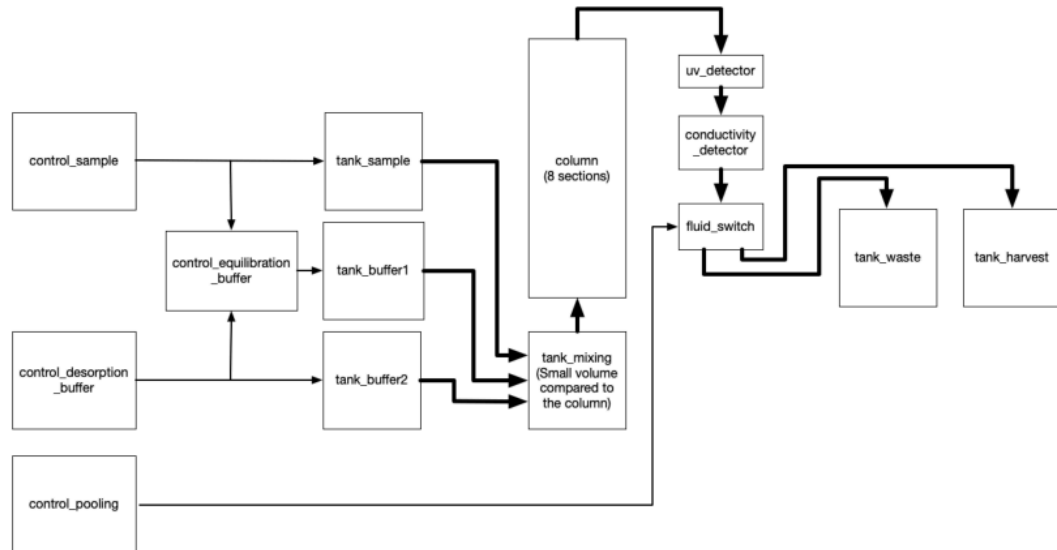 control_sample
tank_sample
control_equilibration
_buffer
tank_buffer1
control_desorption
_buffer
tank_buffer2
control_pooling
column
(8 sections)
tank_mixing
(Small volume
compared to
the column)
uv_detector
conductivity
_detector
fluid_switch
tank_waste
tank_harvest